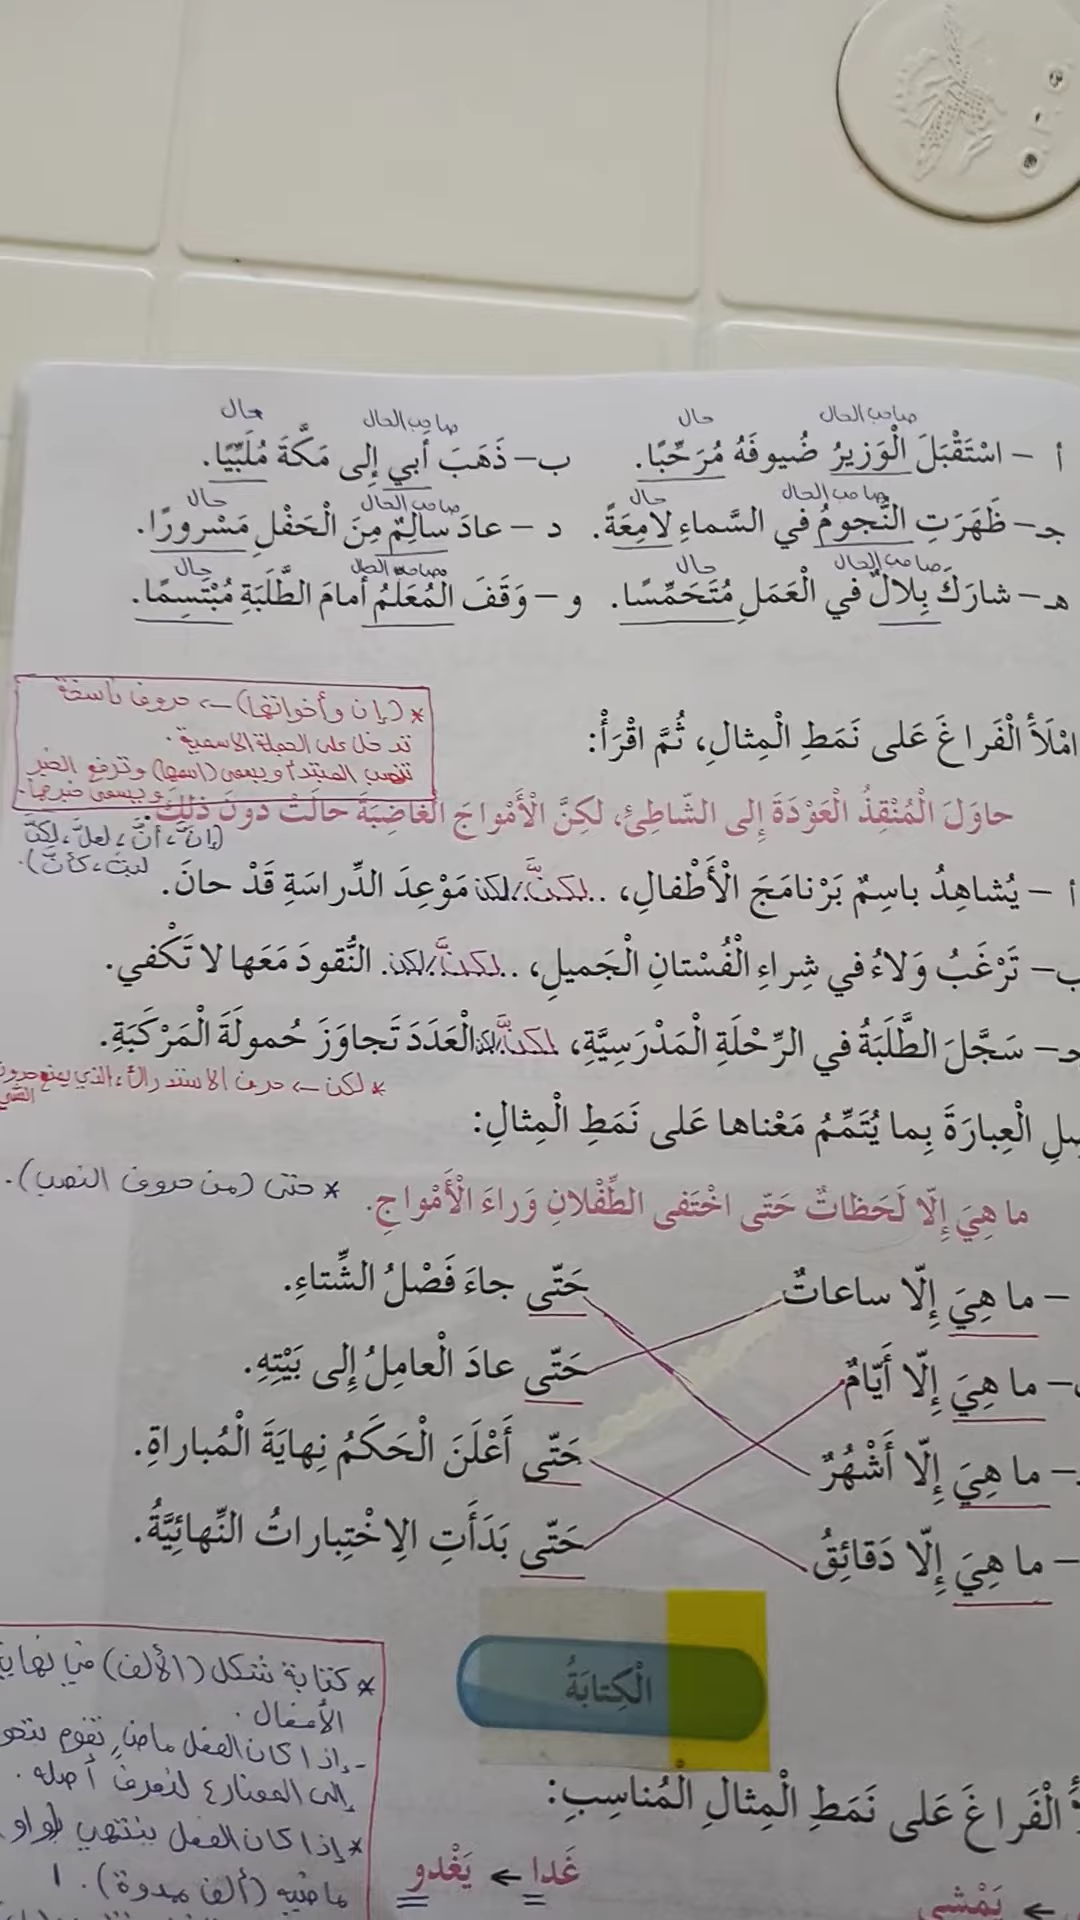 صاحب الحال حال صاحب الحال حال
أ – اسْتَقْبَلَ الْوَزيرُ ضُيوفَهُ مُرَحِّبًا. ب – ذَهَبَ أَبي إِلى مَكَّةَ مُلَبِّيًا.
صاحب الحال حال صاحب الحال حال
جـ – ظَهَرَتِ النُّجومُ في السَّماءِ لامِعَةً. د – عادَ سالِمٌ مِنَ الْحَفْلِ مَسْرورًا.
صاحب الحال حال صاحب الحال حال
هـ – شارَكَ بِلالٌ في الْعَمَلِ مُتَحَمِّسًا. و – وَقَفَ الْمُعَلِّمُ أَمامَ الطَّلَبَةِ مُبْتَسِمًا.
* (إن وأخواتها) ← حروف ناسخة
تدخل على الجملة الاسمية.
تنصب المبتدأ ويسمى (اسمها) وترفع الخبر
ويسمى خبرها.
امْلَأِ الْفَراغَ عَلى نَمَطِ الْمِثالِ، ثُمَّ اقْرَأْ:
حاوَلَ الْمُنْقِذُ الْعَوْدَةَ إِلى الشّاطِئِ، لكِنَّ الْأَمْواجَ الْغاضِبَةَ حالَتْ دونَ ذلِكَ.
(إنَّ، أنَّ، لعلَّ، لكنَّ
ليت، كأنَّ).
أ – يُشاهِدُ باسِمٌ بَرْنامَجَ الْأَطْفالِ، ..لكنَّ/لكن مَوْعِدَ الدِّراسَةِ قَدْ حانَ.
ب – تَرْغَبُ وَلاءُ في شِراءِ الْفُسْتانِ الْجَميلِ، ..لكنَّ/لكن. النُّقودَ مَعَها لا تَكْفي.
جـ – سَجَّلَ الطَّلَبَةُ في الرِّحْلَةِ الْمَدْرَسِيَّةِ، لكنَّ/لكن الْعَدَدَ تَجاوَزَ حُمولَةَ الْمَرْكَبَةِ.
* لكن ← حرف الاستدراك، الذي يمنع
صِلِ الْعِبارَةَ بِما يُتَمِّمُ مَعْناها عَلى نَمَطِ الْمِثالِ:
* حتى (من حروف النصب).
ما هِيَ إِلّا لَحَظاتٌ حَتّى اخْتَفى الطِّفْلانِ وَراءَ الْأَمْواجِ.
– ما هِيَ إِلّا ساعاتٌ حَتّى جاءَ فَصْلُ الشِّتاءِ.
– ما هِيَ إِلّا أَيّامٌ حَتّى عادَ الْعامِلُ إِلى بَيْتِهِ.
– ما هِيَ إِلّا أَشْهُرٌ حَتّى أَعْلَنَ الْحَكَمُ نِهايَةَ الْمُباراةِ.
– ما هِيَ إِلّا دَقائِقُ حَتّى بَدَأَتِ الِاخْتِباراتُ النِّهائِيَّةُ.
الْكِتابَةُ
* كتابة شكل (الألف) في نهاية
الأفعال.
- إذا كان الفعل ماضٍ نقوم
إلى المضارع لنعرف أصله.
* إذا كان الفعل ينتهي
ماضيه (ألف ممدودة).
الْفَراغَ عَلى نَمَطِ الْمِثالِ الْمُناسِبِ:
← يَمْشي غَدا ← يَغْدو